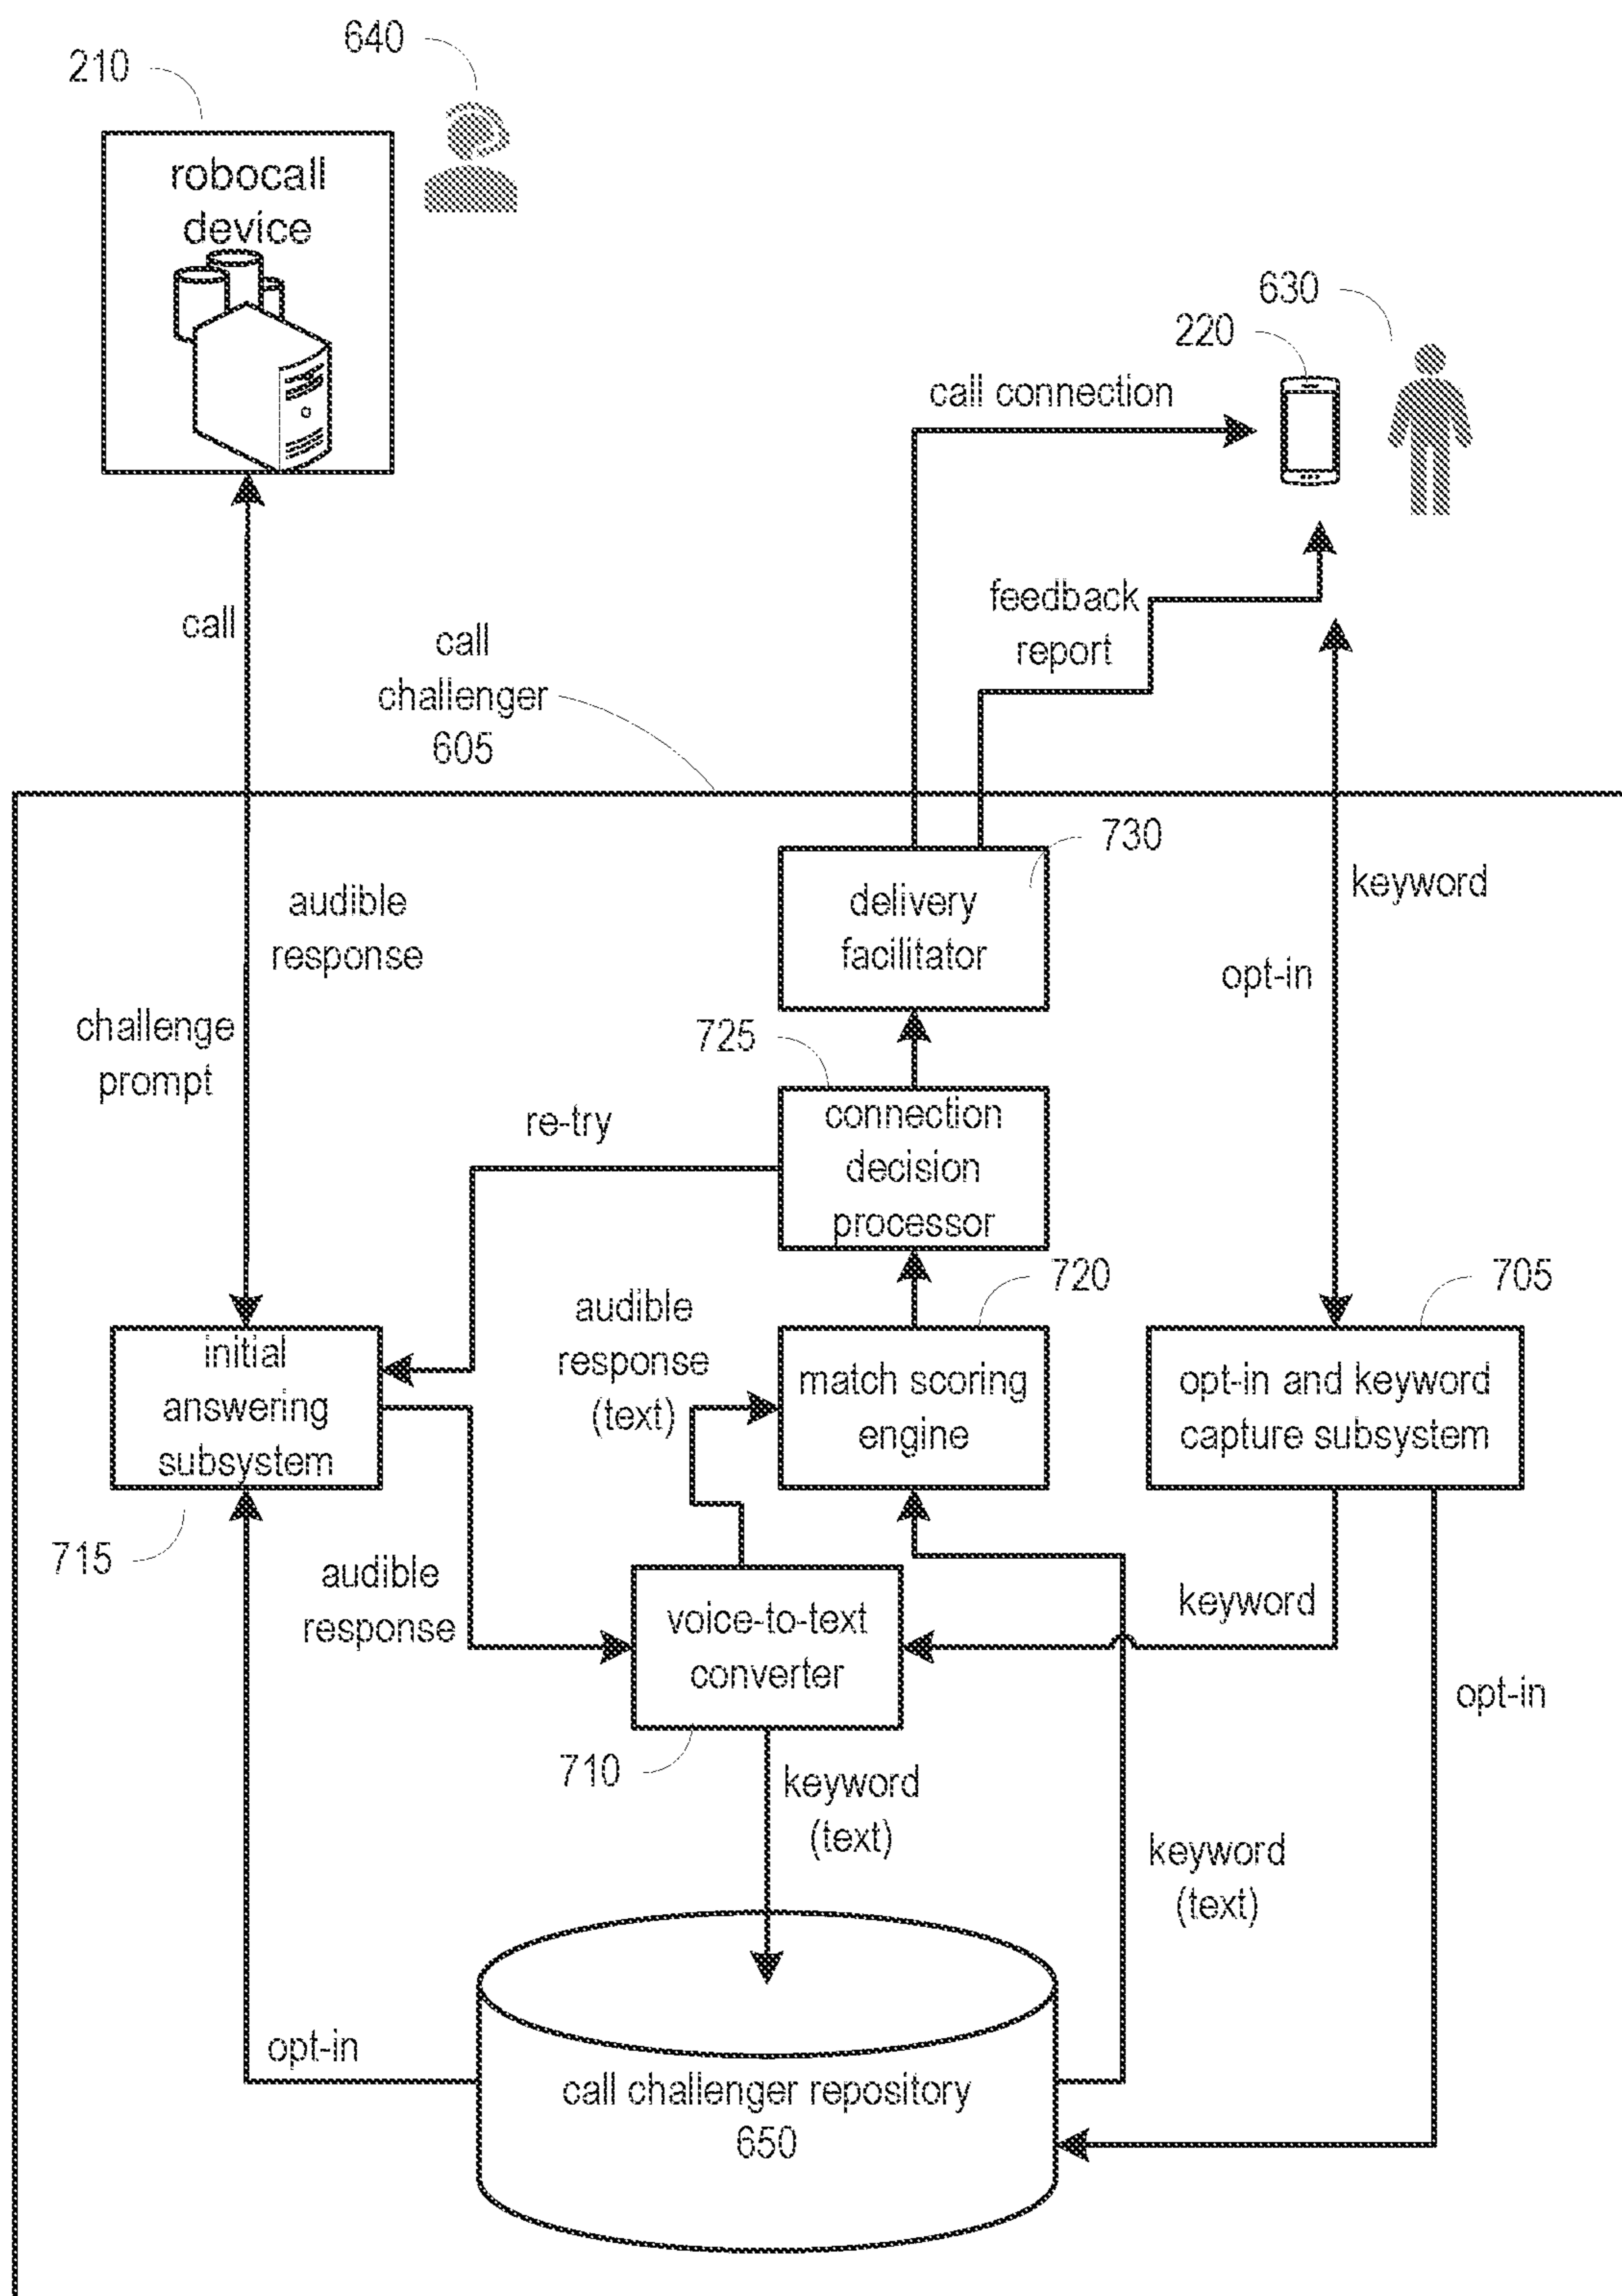 640
210
robocall
device
630
220
call connection
feedback
report
call
call
challenger
605
730
delivery
facilitator
keyword
audible
response
opt-in
challenge
prompt
725
connection
decision
processor
re-try
720
705
audible
response
(text)
initial
answering
subsystem
match scoring
engine
opt-in and keyword
capture subsystem
715
audible
response
voice-to-text
converter
keyword
opt-in
710
keyword
(text)
keyword
(text)
opt-in
call challenger repository
650